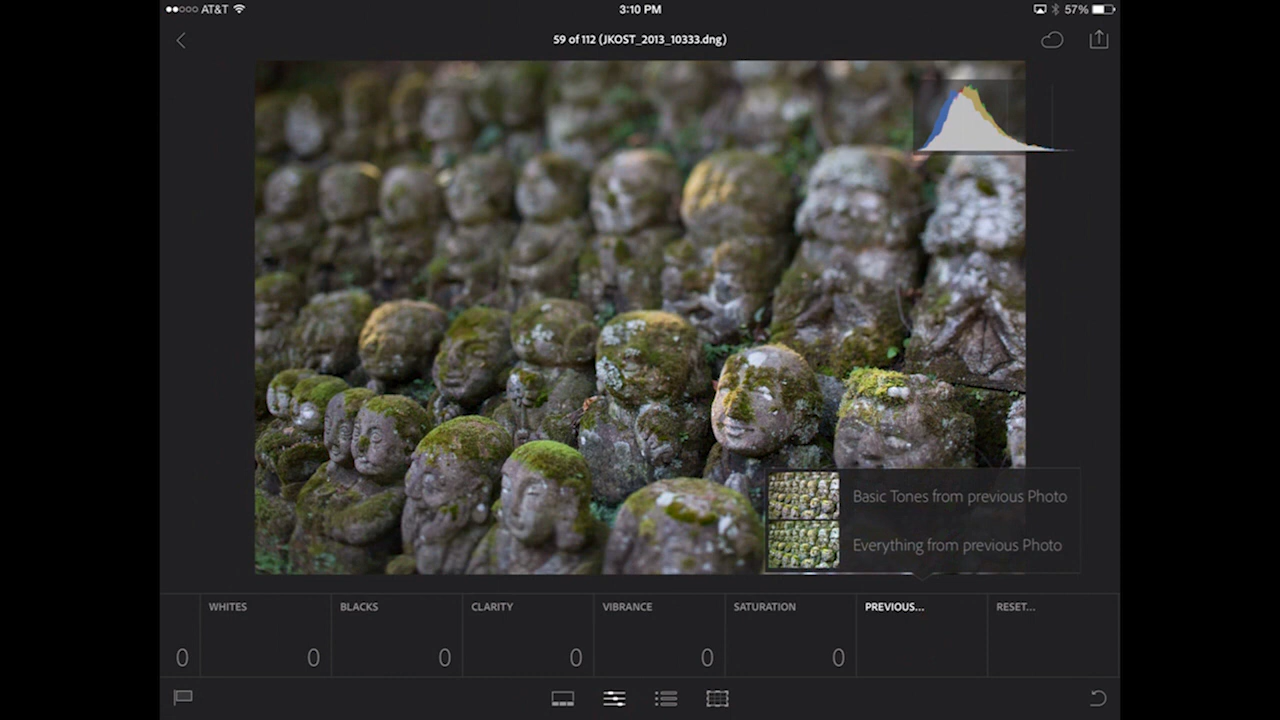 AT&T
3:10 PM
57%
59 of 112 (JKOST_2013_10333.dng)
Basic Tones from previous Photo
Everything from previous Photo
WHITES
BLACKS
CLARITY
VIBRANCE
SATURATION
PREVIOUS...
RESET...
0
0
0
0
0
0